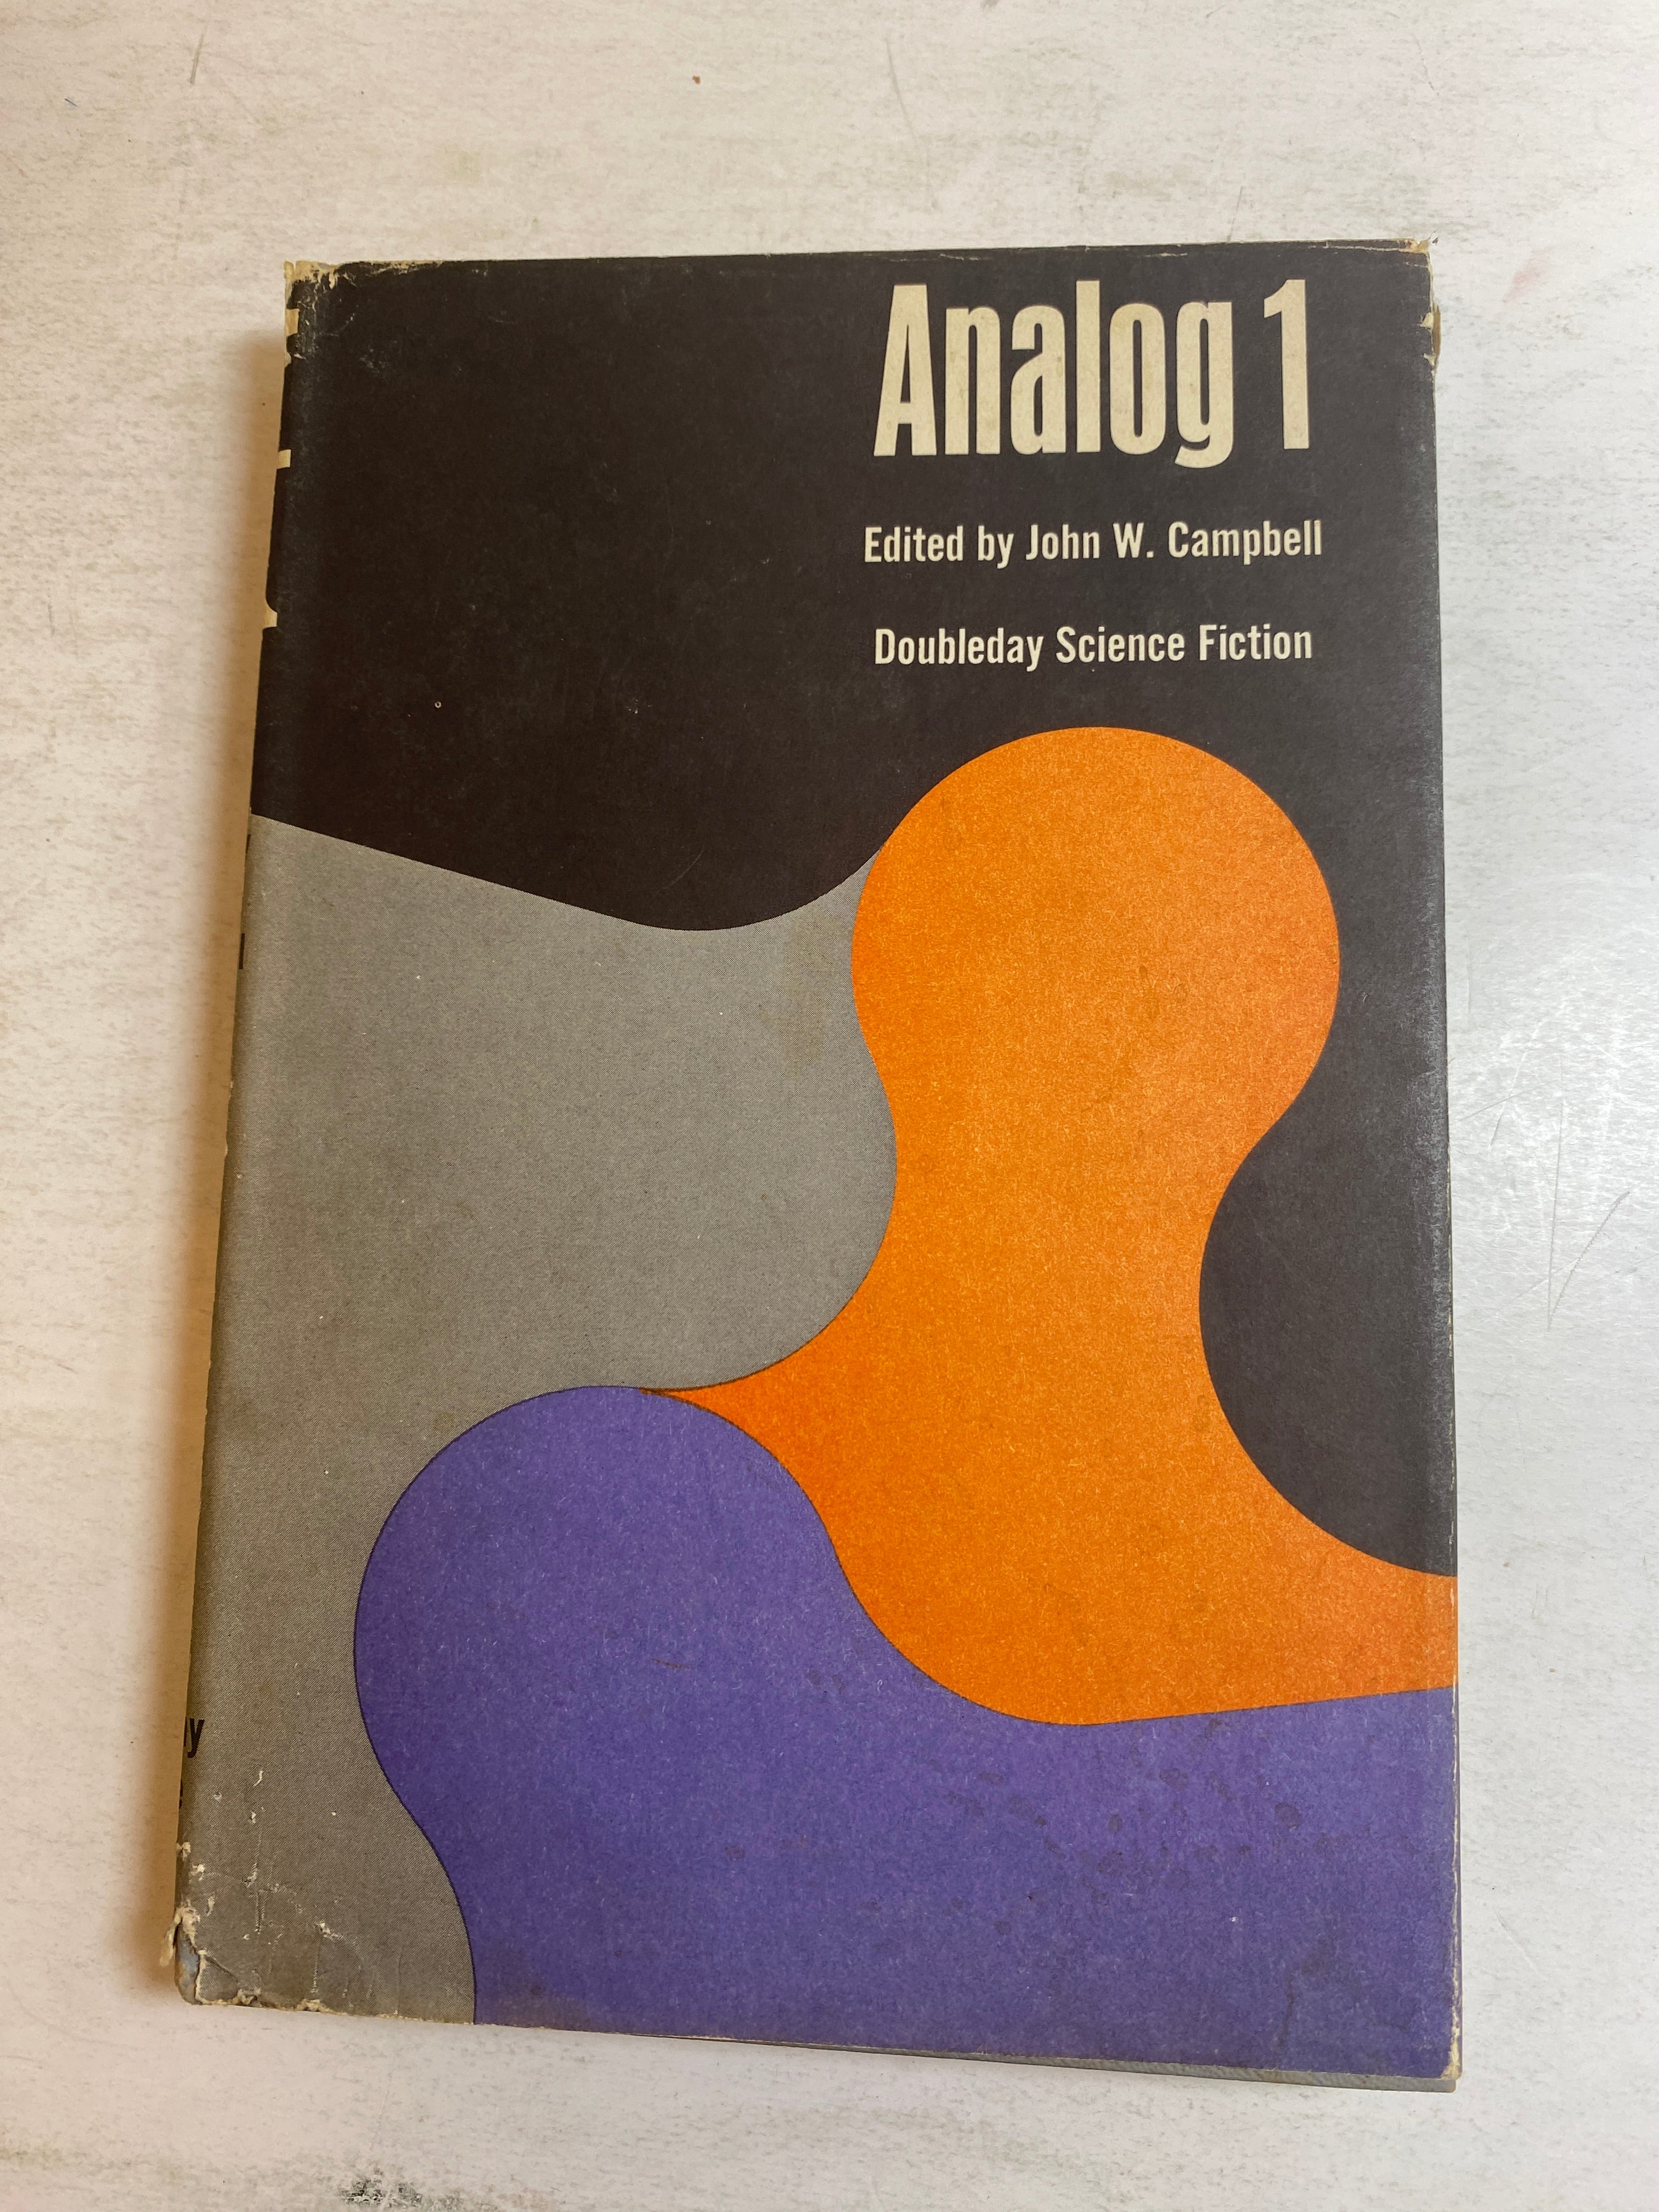 Analog 1
Edited by John W. Campbell
Doubleday Science Fiction